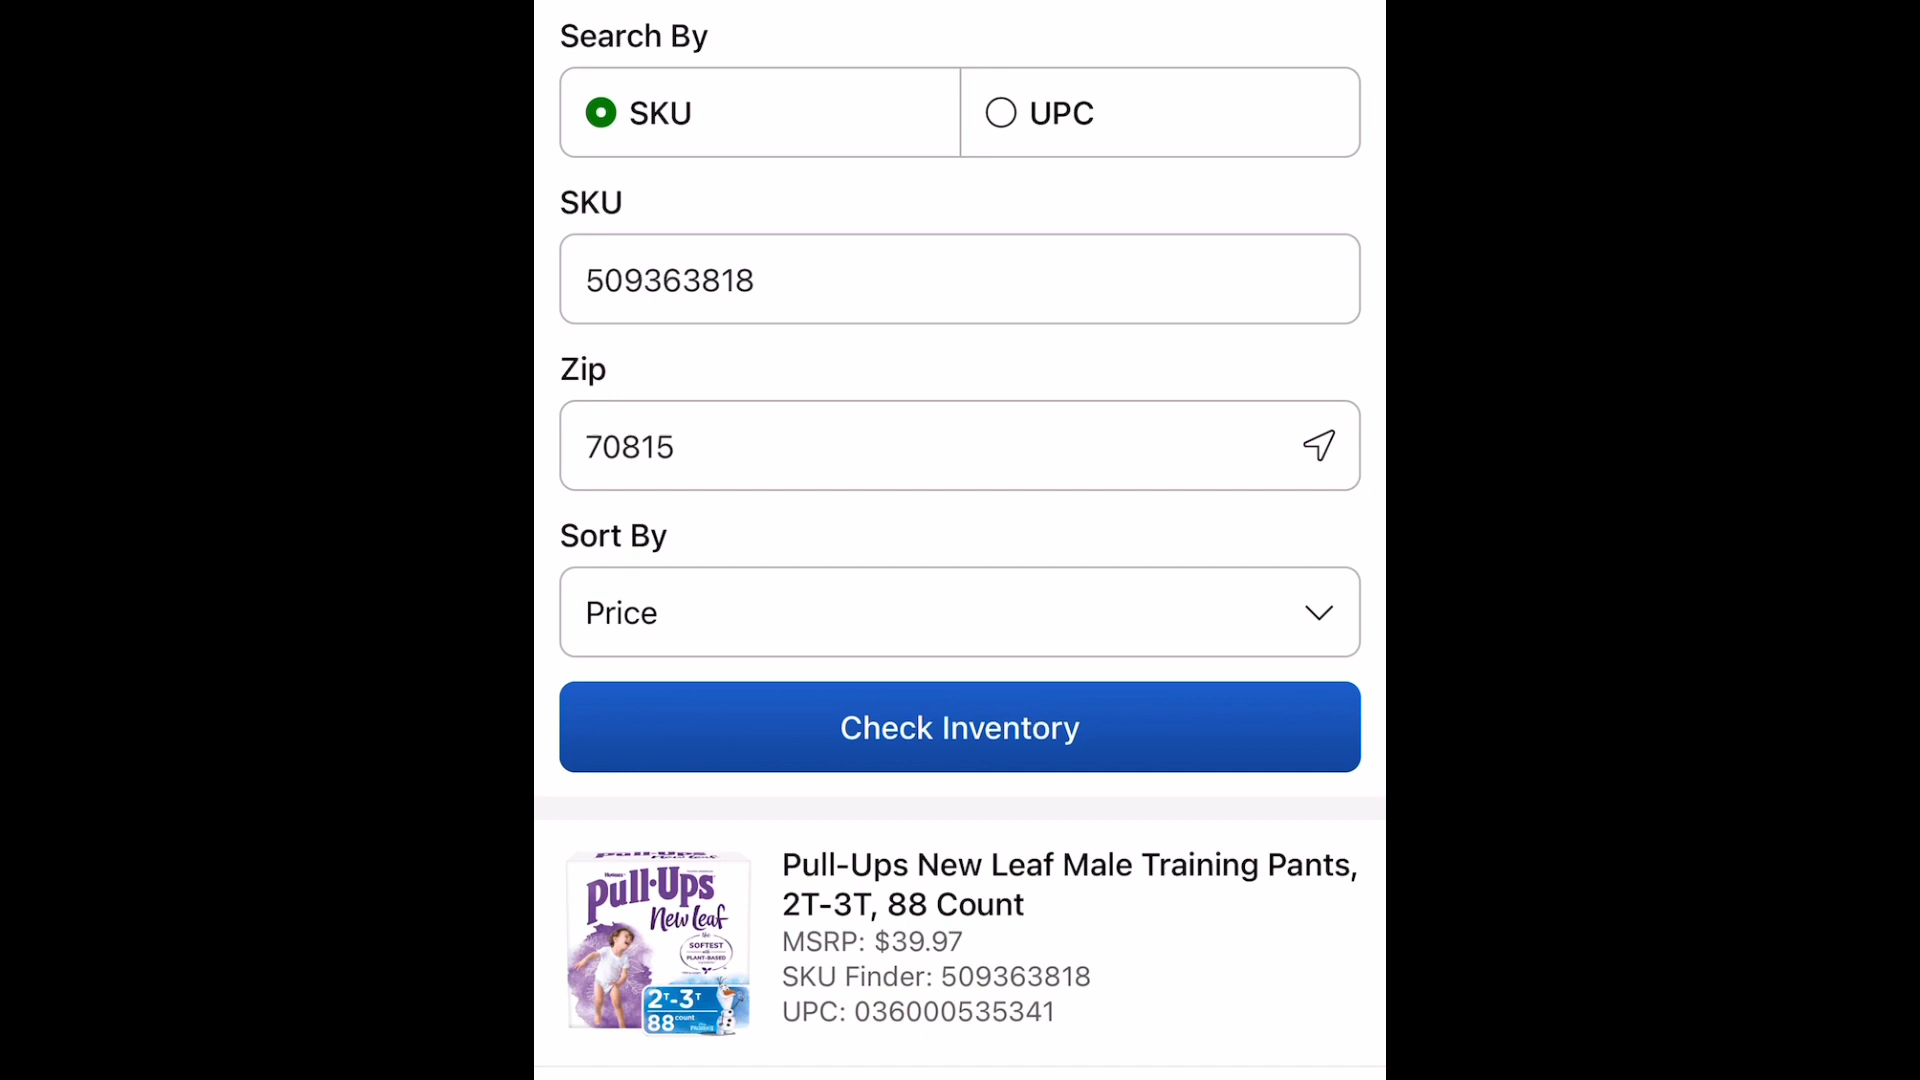 Search By
SKU
UPC
SKU
509363818
Zip
70815
Sort By
Price
Check Inventory
Pull-Ups New Leaf Male Training Pants,
2T-3T, 88 Count
MSRP: $39.97
SKU Finder: 509363818
UPC: 036000535341
HUGGIES
Pull-Ups
New Leaf
the
SOFTEST
with
PLANT-BASED
2T-3T
88 count